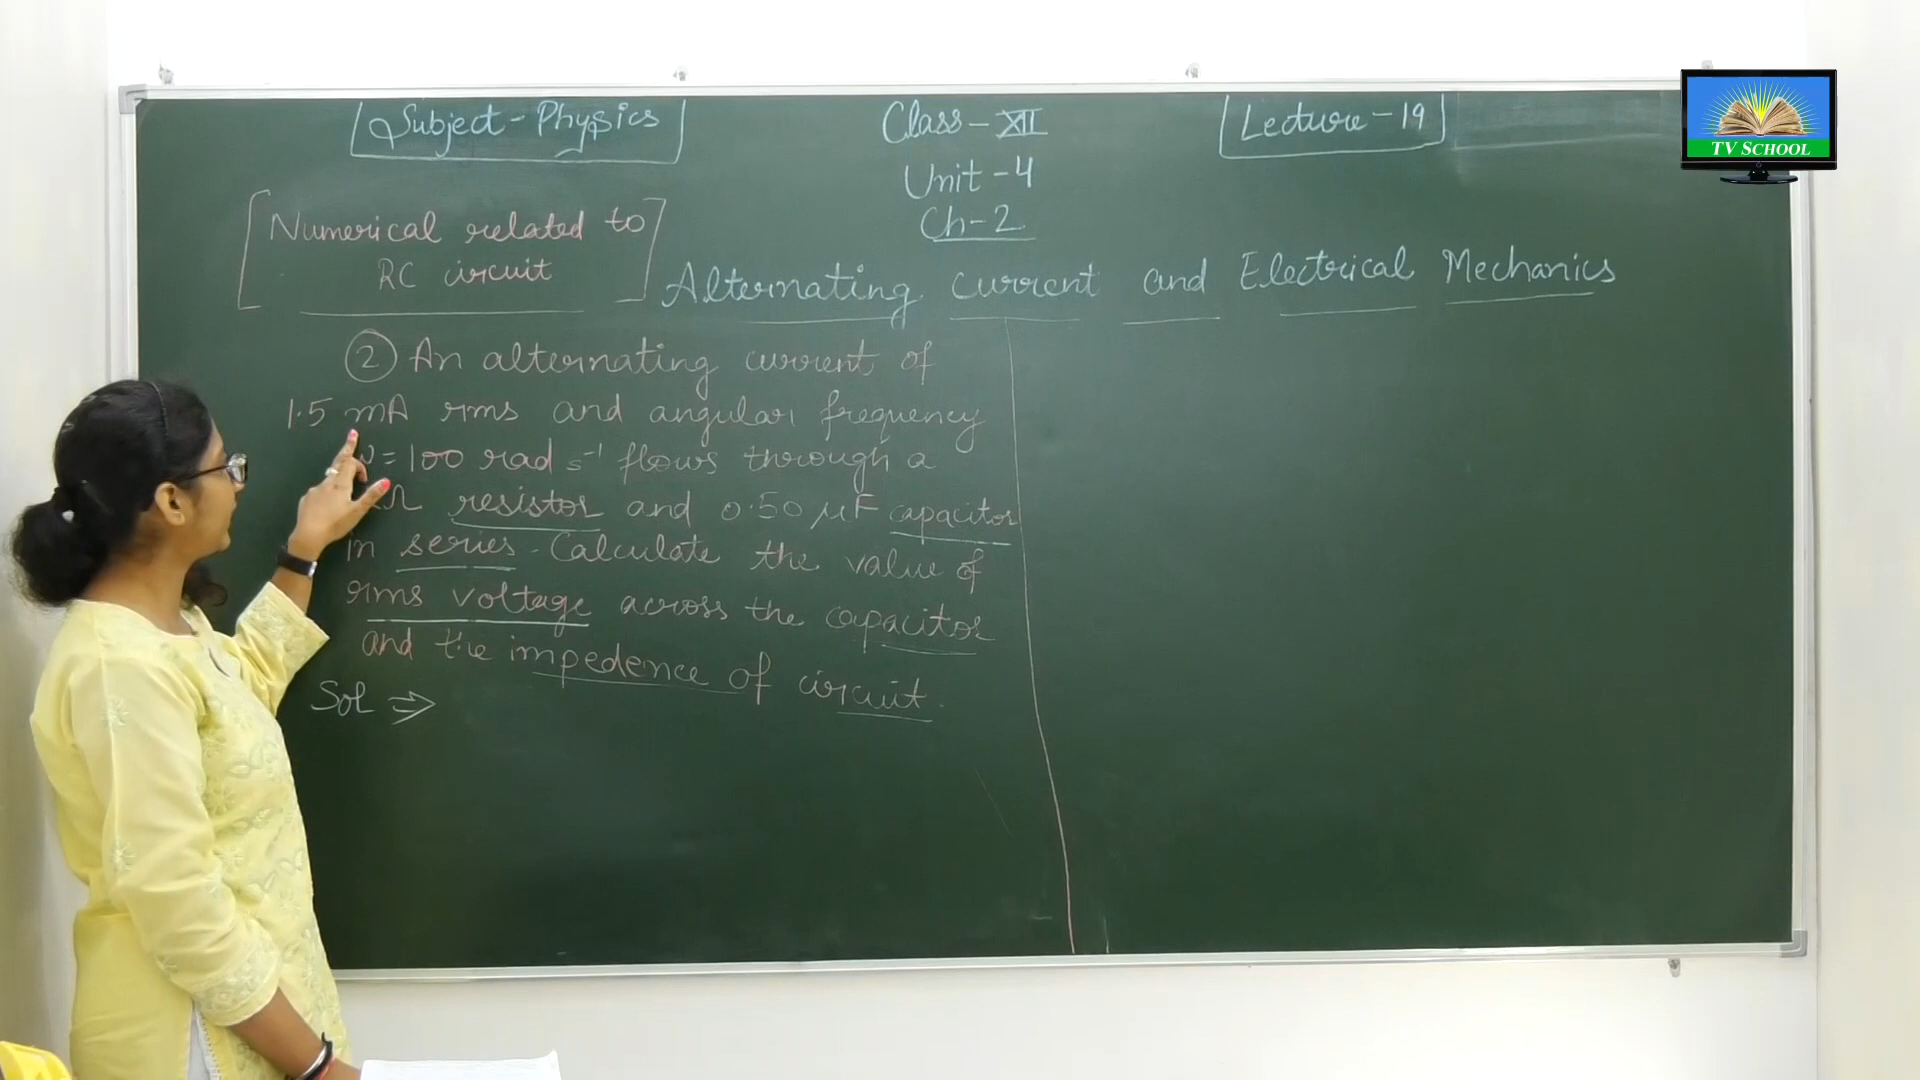 Subject - Physics
Class - XII
Lecture - 19
Unit - 4
Ch - 2
Numerical related to
RC circuit
Alternating current and Electrical Mechanics
② An alternating current of
1.5 mA rms and angular frequency
= 100 rad s⁻¹ flows through a
Ω resistor and 0.50 μF capacitor
in series. Calculate the value of
rms voltage across the capacitor
and the impedence of circuit.
Sol ⇒
TV SCHOOL